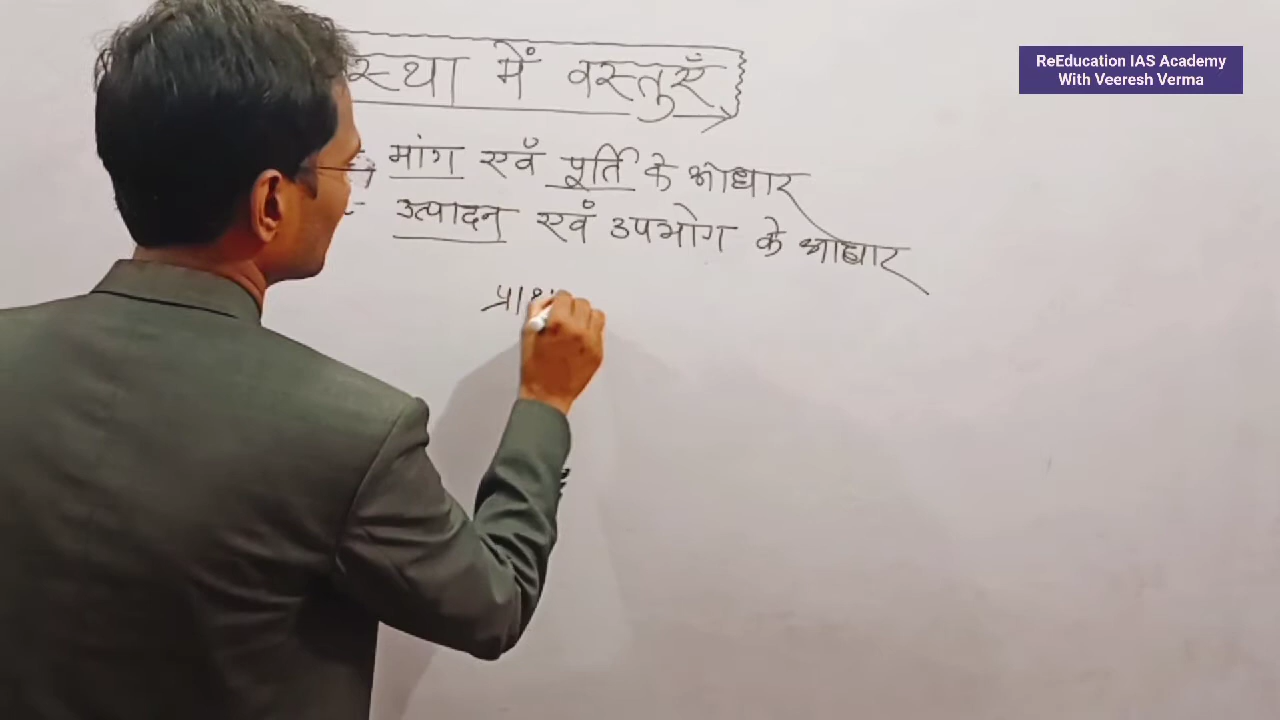 स्था में वस्तुएँ
मांग एवं पूर्ति के आधार
उत्पादन एवं उपभोग के आधार
ReEducation IAS Academy
With Veeresh Verma